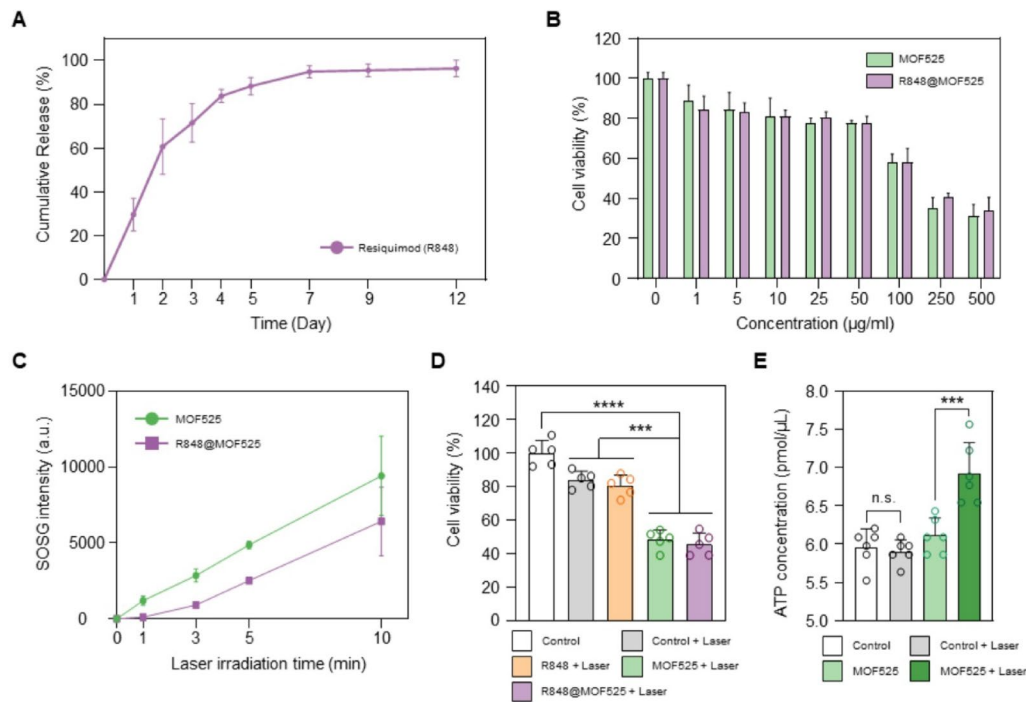 A
Cumulative Release (%)
100
80
60
40
20
0
Resiquimod (R848)
1 2 3 4 5 7 9 12
Time (Day)
B
Cell viability (%)
120
100
80
60
40
20
0
MOF525
R848@MOF525
0 1 5 10 25 50 100 250 500
Concentration (µg/ml)
C
SOSG intensity (a.u.)
15000
10000
5000
0
MOF525
R848@MOF525
0 1 3 5 10
Laser irradiation time (min)
D
Cell viability (%)
140
120
100
80
60
40
20
0
****
***
Control
Control + Laser
R848 + Laser
MOF525 + Laser
R848@MOF525 + Laser
E
ATP concentration (pmol/µL)
8.0
7.0
6.0
5.5
5.0
***
n.s.
Control
Control + Laser
MOF525
MOF525 + Laser